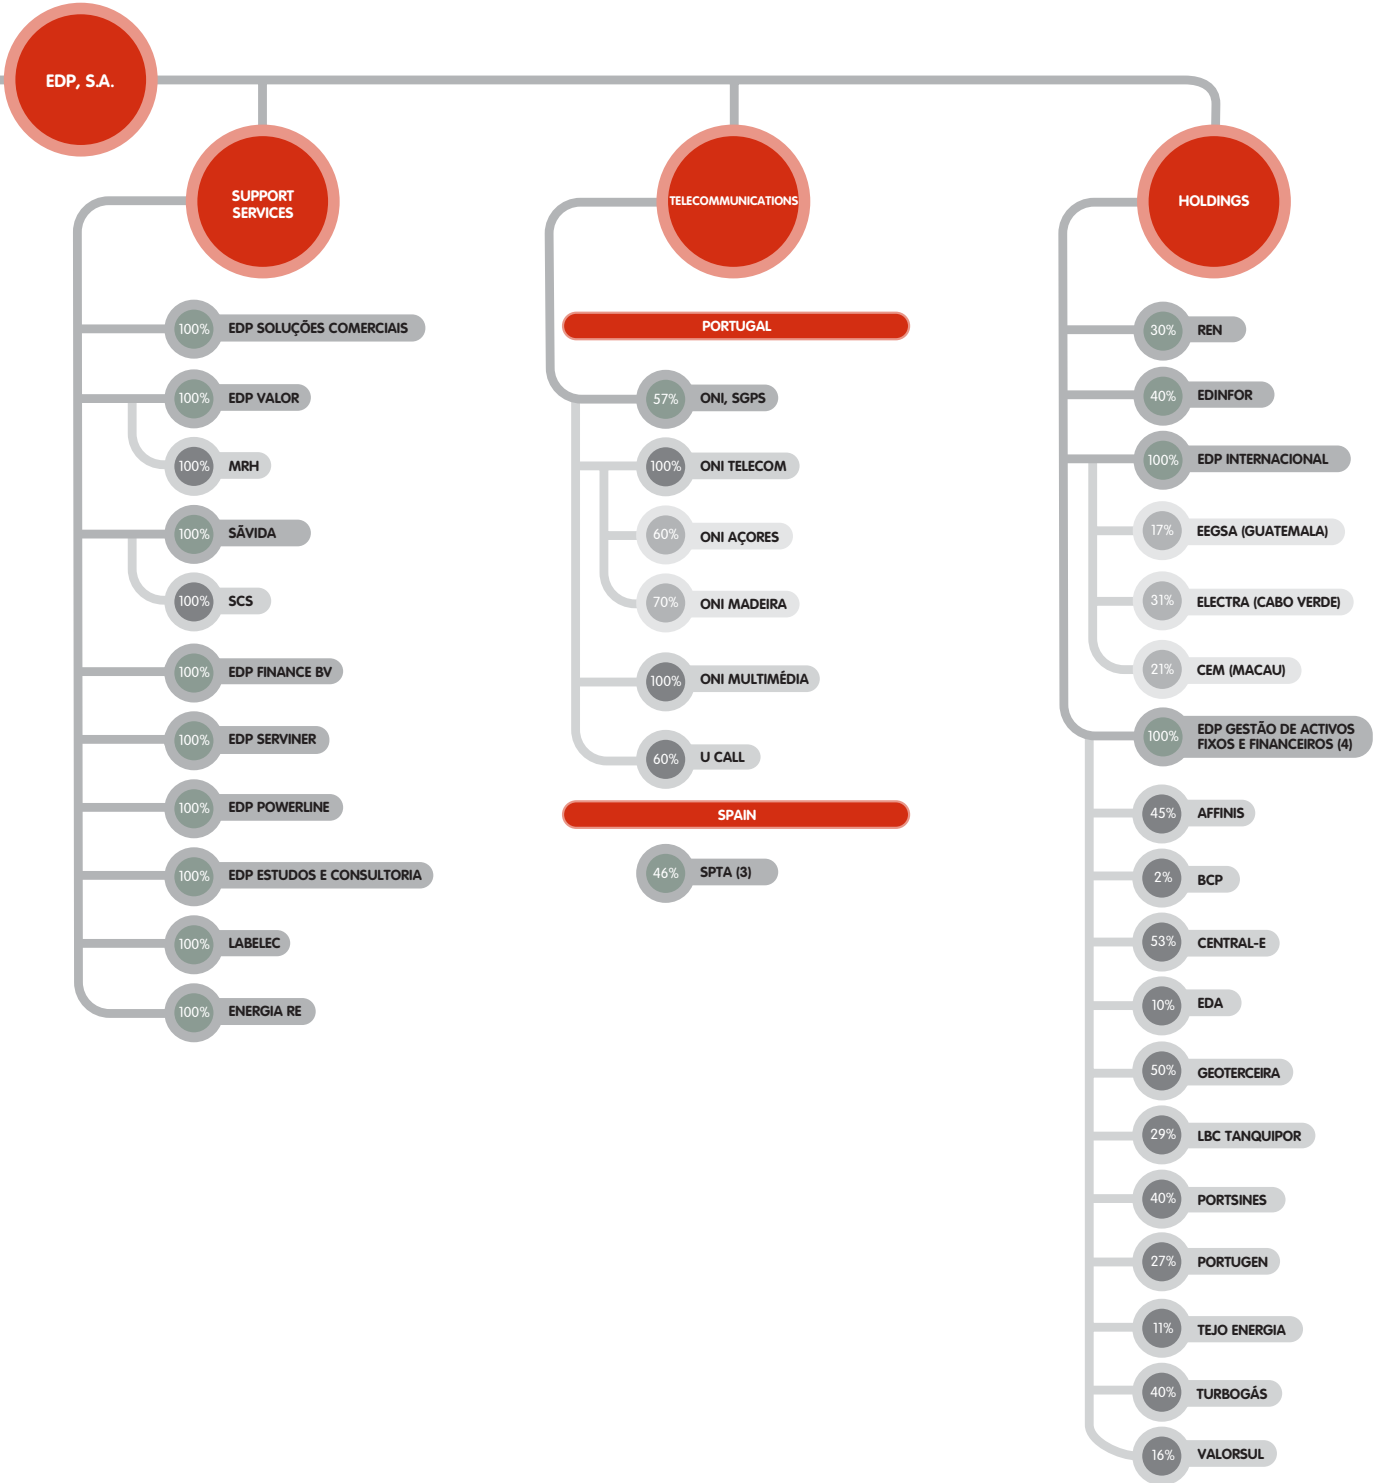 EDP, S.A.
SUPPORT
SERVICES
100% EDP SOLUÇÕES COMERCIAIS
100% EDP VALOR
100% MRH
100% SÃVIDA
100% SCS
100% EDP FINANCE BV
100% EDP SERVINER
100% EDP POWERLINE
100% EDP ESTUDOS E CONSULTORIA
100% LABELEC
100% ENERGIA RE
TELECOMMUNICATIONS
PORTUGAL
57% ONI, SGPS
100% ONI TELECOM
60% ONI AÇORES
70% ONI MADEIRA
100% ONI MULTIMÉDIA
60% U CALL
SPAIN
46% SPTA (3)
HOLDINGS
30% REN
40% EDINFOR
100% EDP INTERNACIONAL
17% EEGSA (GUATEMALA)
31% ELECTRA (CABO VERDE)
21% CEM (MACAU)
100% EDP GESTÃO DE ACTIVOS
FIXOS E FINANCEIROS (4)
45% AFFINIS
2% BCP
53% CENTRAL-E
10% EDA
50% GEOTERCEIRA
29% LBC TANQUIPOR
40% PORTSINES
27% PORTUGEN
11% TEJO ENERGIA
40% TURBOGÁS
16% VALORSUL